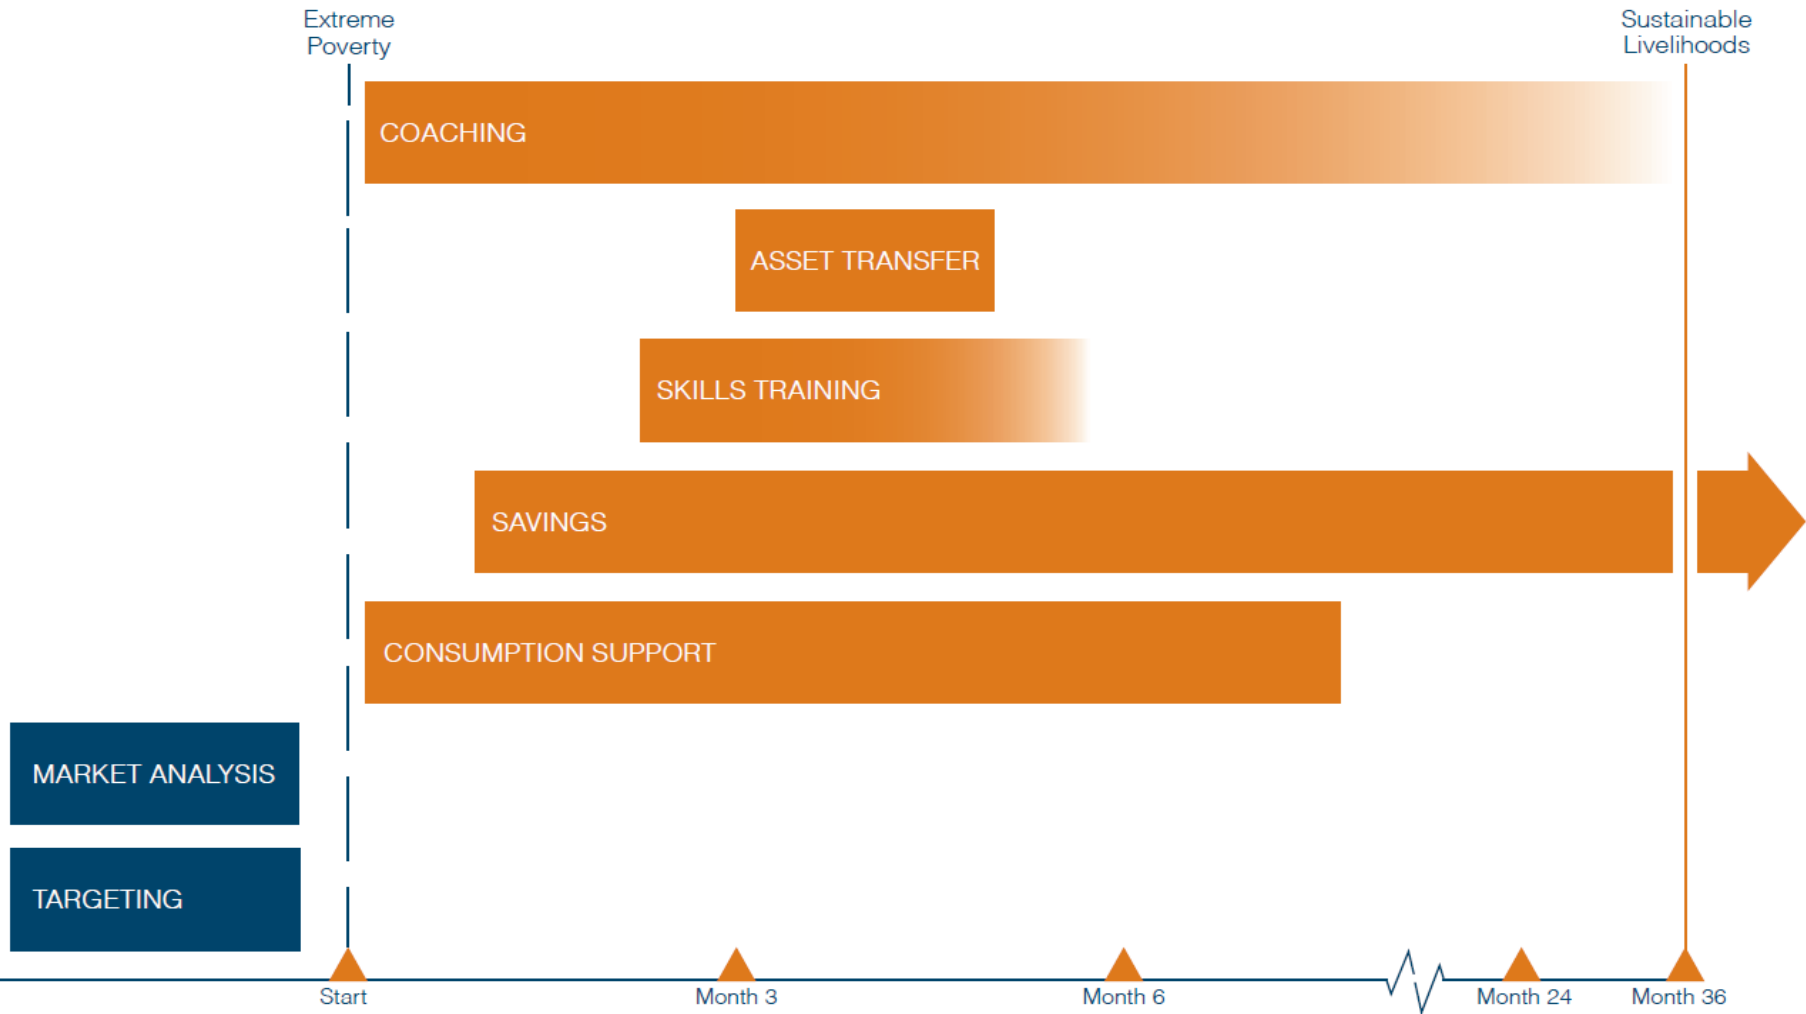 Extreme
Poverty
Sustainable
Livelihoods
COACHING
ASSET TRANSFER
SKILLS TRAINING
SAVINGS
CONSUMPTION SUPPORT
MARKET ANALYSIS
TARGETING
Start
Month 3
Month 6
Month 24
Month 36